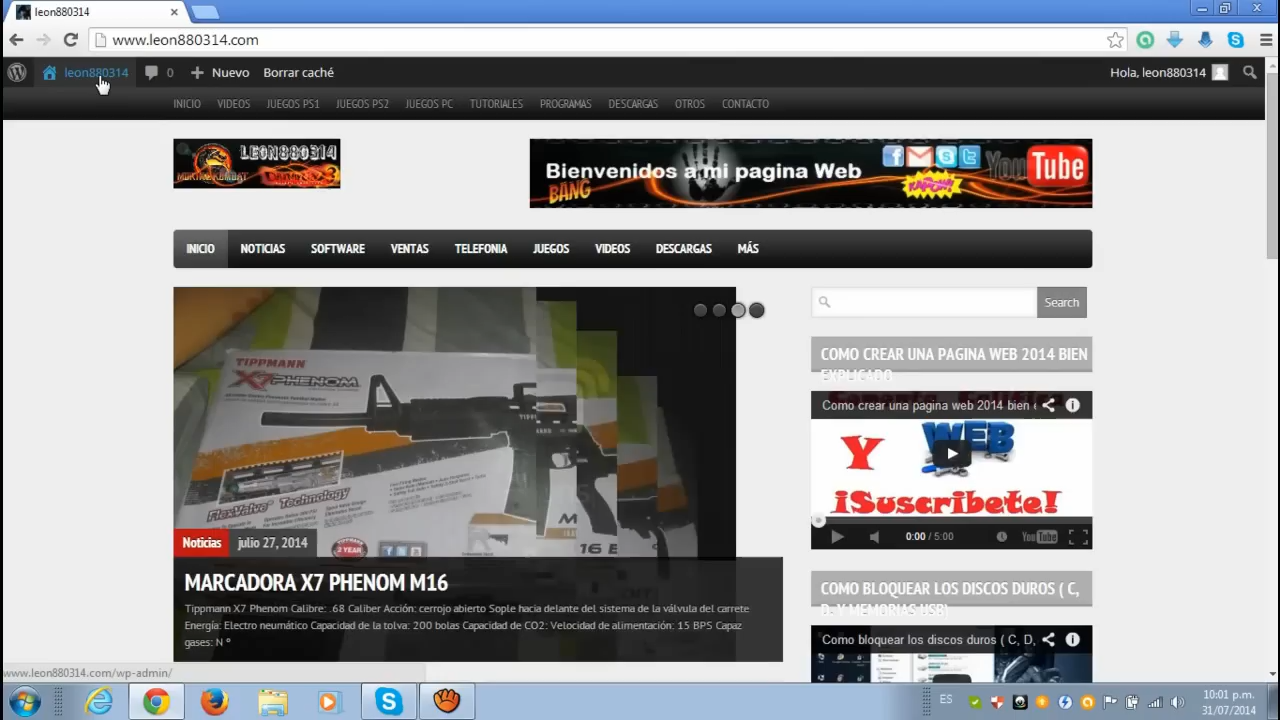 leon880314
www.leon880314.com
leon880314 0 Nuevo Borrar caché Hola, leon880314
INICIO VIDEOS JUEGOS PS1 JUEGOS PS2 JUEGOS PC TUTORIALES PROGRAMAS DESCARGAS OTROS CONTACTO
LEON880314
MORTAL KOMBAT
Bienvenidos a mi pagina Web
BANG
YouTube
INICIO NOTICIAS SOFTWARE VENTAS TELEFONIA JUEGOS VIDEOS DESCARGAS MÁS
Search
COMO CREAR UNA PAGINA WEB 2014 BIEN
EXPLICADO
Como crear una pagina web 2014 bien e
Y WEB
¡Suscribete!
0:00 / 5:00 YouTube
TIPPMANN
X7 PHENOM
FlexValve Technology
2 YEAR
Noticias julio 27, 2014
MARCADORA X7 PHENOM M16
Tippmann X7 Phenom Calibre: .68 Caliber Acción: cerrojo abierto Sople hacia delante del sistema de la válvula del carrete
Energía: Electro neumático Capacidad de la tolva: 200 bolas Capacidad de CO2: Velocidad de alimentación: 15 BPS Capaz
gases: N °
COMO BLOQUEAR LOS DISCOS DUROS ( C,
D. Y MEMORIAS USB)
Como bloquear los discos duros ( C, D,
www.leon880314.com/wp-admin/
ES
10:01 p.m.
31/07/2014